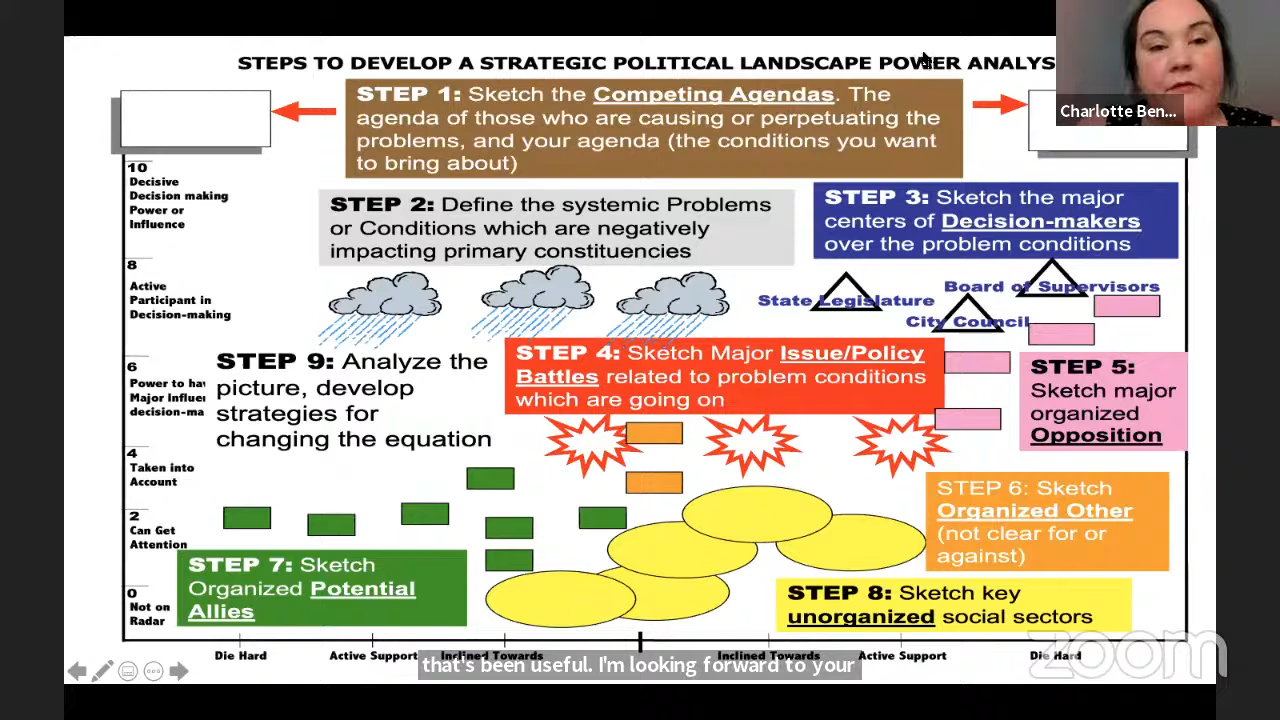 STEPS TO DEVELOP A STRATEGIC POLITICAL LANDSCAPE POWER ANALYS
Charlotte Ben...
STEP 1: Sketch the Competing Agendas. The
agenda of those who are causing or perpetuating the
problems, and your agenda (the conditions you want
to bring about)
10
Decisive
Decision making
Power or
Influence
STEP 2: Define the systemic Problems
or Conditions which are negatively
impacting primary constituencies
STEP 3: Sketch the major
centers of Decision-makers
over the problem conditions
8
Active
Participant in
Decision-making
State Legislature
Board of Supervisors
City Council
6
Power to hav
Major Influen
decision-ma
STEP 9: Analyze the
picture, develop
strategies for
changing the equation
STEP 4: Sketch Major Issue/Policy
Battles related to problem conditions
which are going on
STEP 5:
Sketch major
organized
Opposition
4
Taken into
Account
2
Can Get
Attention
STEP 6: Sketch
Organized Other
(not clear for or
against)
STEP 7: Sketch
Organized Potential
Allies
0
Not on
Radar
STEP 8: Sketch key
unorganized social sectors
Die Hard
Active Support
Inclined Towards
Inclined Towards
Active Support
Die Hard
that's been useful. I'm looking forward to your
zoom